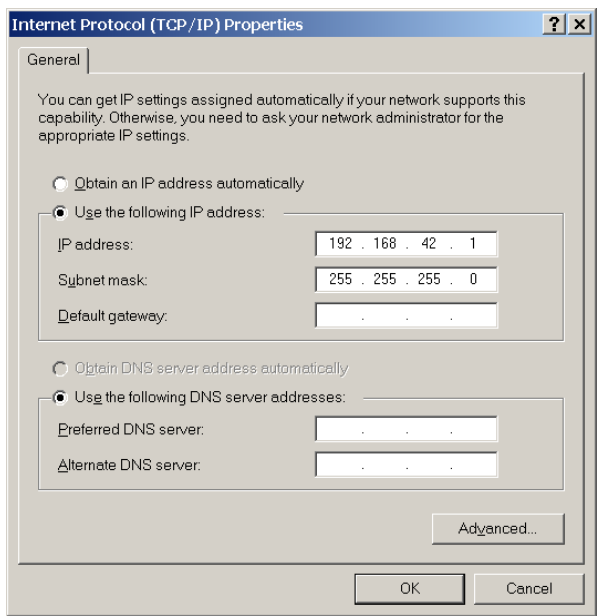 Internet Protocol (TCP/IP) Properties
General
You can get IP settings assigned automatically if your network supports this
capability. Otherwise, you need to ask your network administrator for the
appropriate IP settings.
Obtain an IP address automatically
Use the following IP address:
IP address: 192 . 168 . 42 . 1
Subnet mask: 255 . 255 . 255 . 0
Default gateway: . . .
Obtain DNS server address automatically
Use the following DNS server addresses:
Preferred DNS server: . . .
Alternate DNS server: . . .
Advanced...
OK Cancel